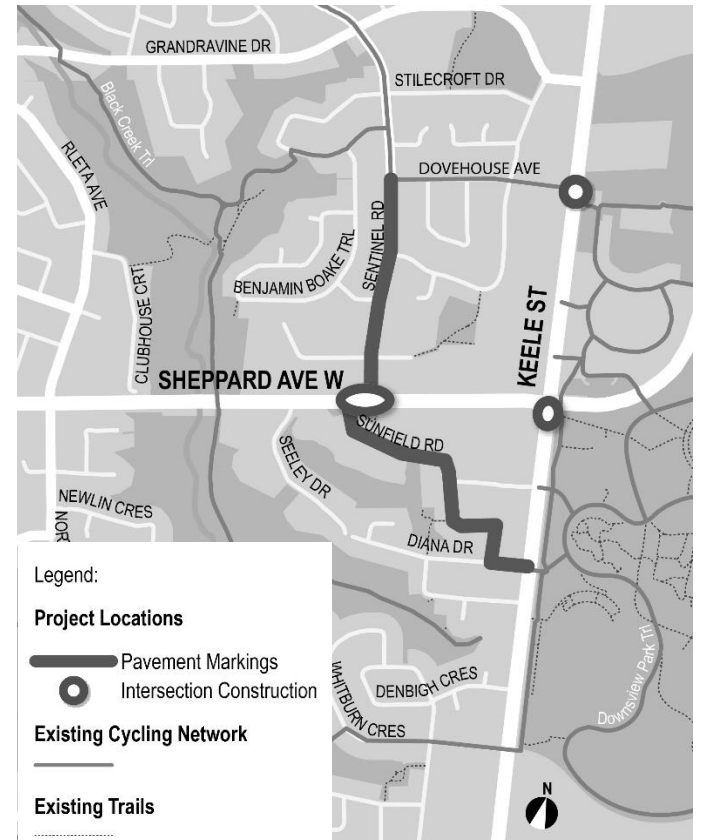 GRANDRAVINE DR
STILECROFT DR
Black Creek Trl
RLETA AVE
DOVEHOUSE AVE
SENTINEL RD
BENJAMIN BOAKE TRL
CLUBHOUSE CRT
KEELE ST
SHEPPARD AVE W
SUNFIELD RD
SEELEY DR
NEWLIN CRES
NOR
DIANA DR
Legend:
Project Locations
Pavement Markings
Intersection Construction
Existing Cycling Network
Existing Trails
WHITBURN CRES
DENBIGH CRES
Downsview Park Trl
N